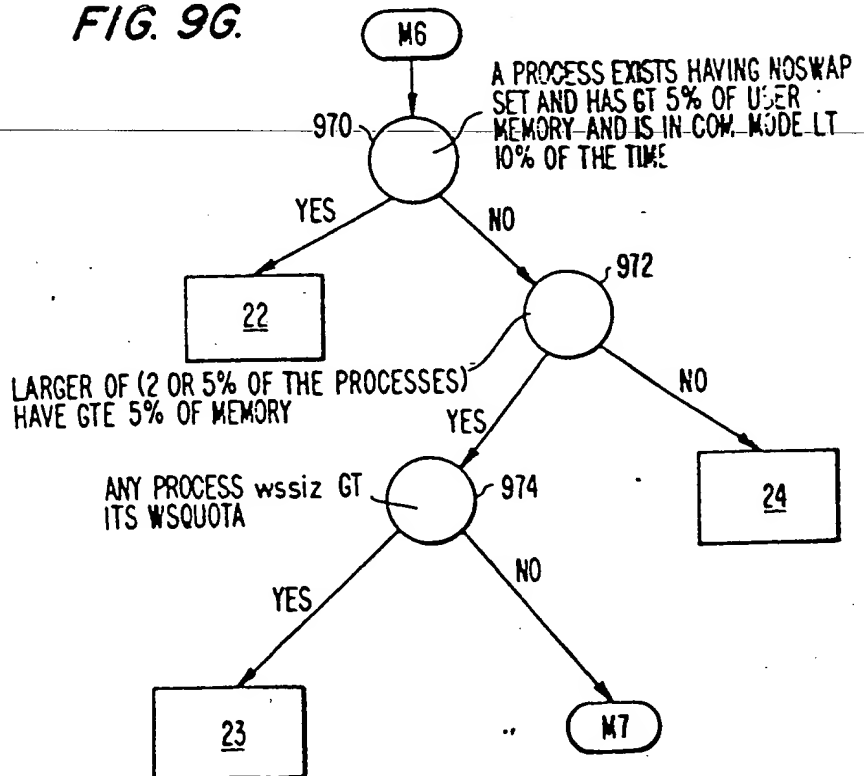 FIG. 9G.
M6
A PROCESS EXISTS HAVING NOSWAP
SET AND HAS GT 5% OF USER
MEMORY AND IS IN COM. MODE LT
10% OF THE TIME
970
YES
NO
972
22
LARGER OF (2 OR 5% OF THE PROCESSES)
HAVE GTE 5% OF MEMORY
YES
NO
ANY PROCESS wssiz GT
ITS WSQUOTA
974
24
YES
NO
23
M7